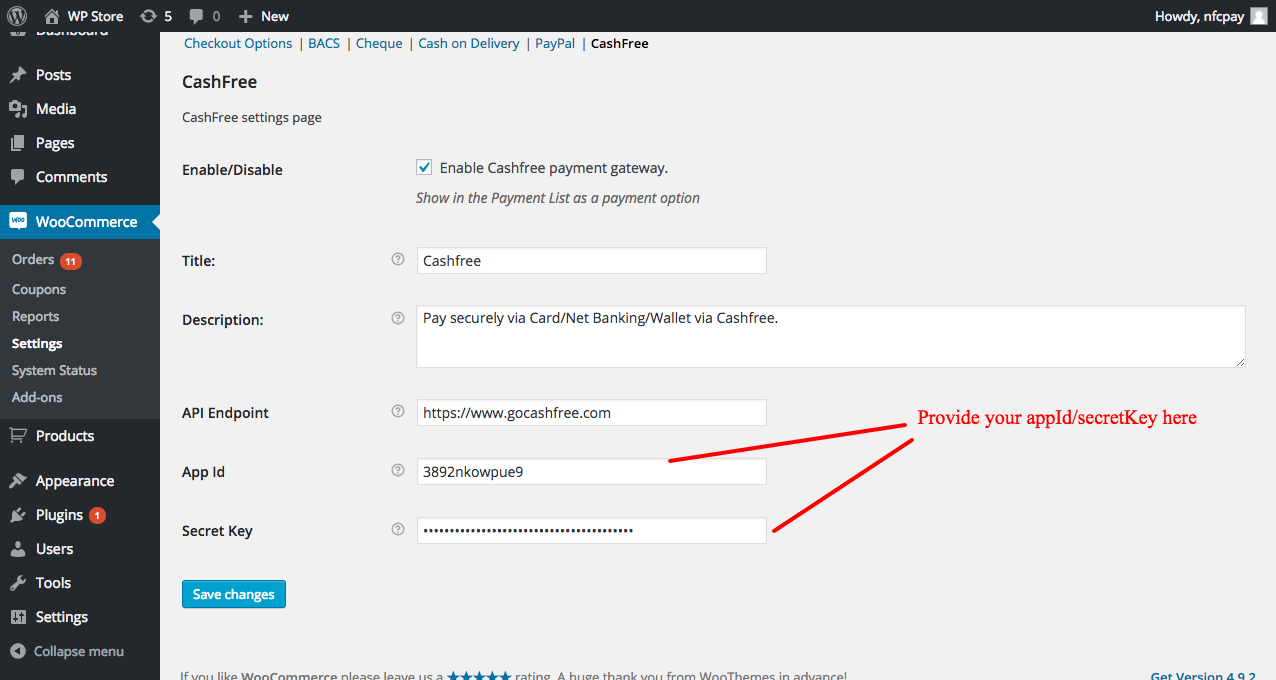 WP Store 5 0 New Howdy, nfcpay
Dashboard
Posts
Media
Pages
Comments
WooCommerce
Orders 11
Coupons
Reports
Settings
System Status
Add-ons
Products
Appearance
Plugins 1
Users
Tools
Settings
Collapse menu
Checkout Options | BACS | Cheque | Cash on Delivery | PayPal | CashFree
CashFree
CashFree settings page
Enable/Disable Enable Cashfree payment gateway.
Show in the Payment List as a payment option
Title: Cashfree
Description: Pay securely via Card/Net Banking/Wallet via Cashfree.
API Endpoint https://www.gocashfree.com
Provide your appId/secretKey here
App Id 3892nkowpue9
Secret Key
Save changes
If you like WooCommerce please leave us a ★★★★★ rating. A huge thank you from WooThemes in advance! Get Version 4.9.2